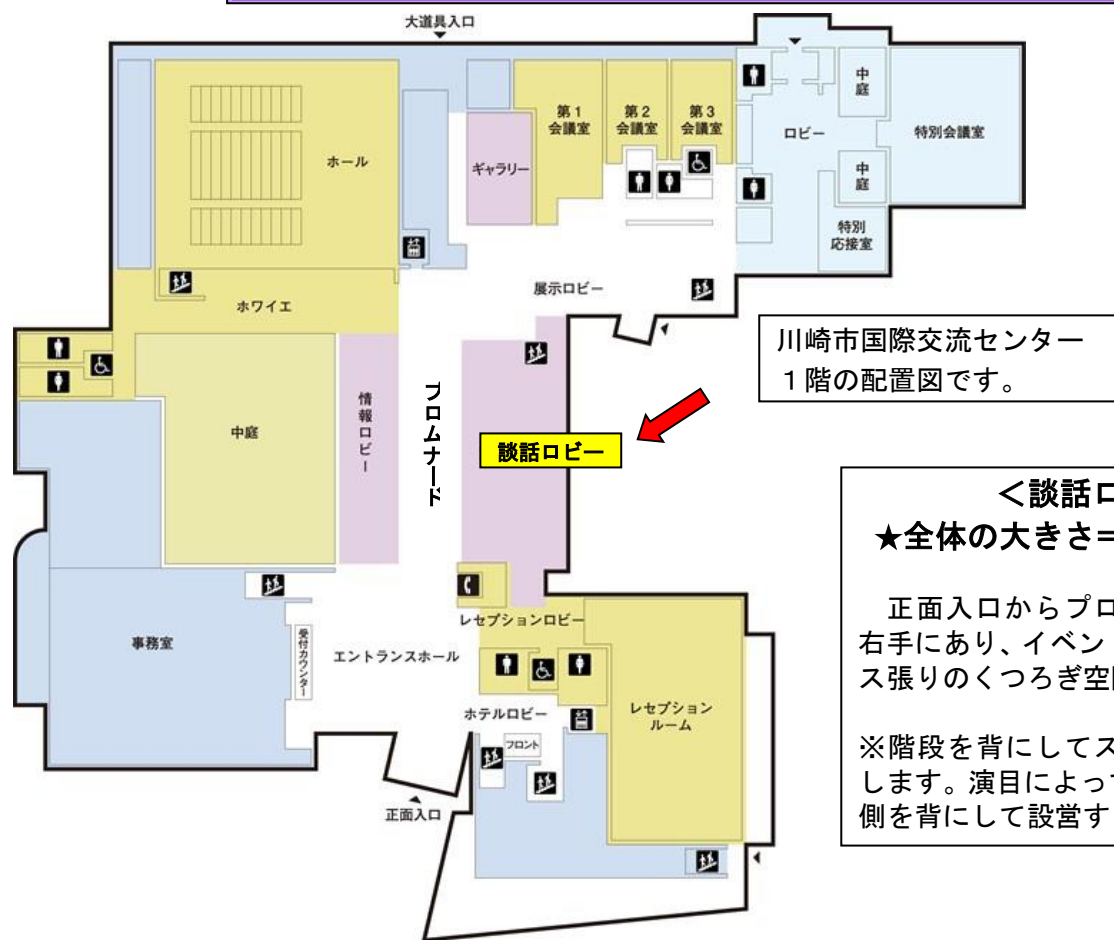 大道具入口
ホール
ギャラリー
第1
会議室
第2
会議室
第3
会議室
ロビー
中庭
特別会議室
中庭
特別
応接室
展示ロビー
ホワイエ
川崎市国際交流センター
1階の配置図です。
中庭
情報ロビー
プロムナード
談話ロビー
<談話ロ
★全体の大きさ=
正面入口からプロ
右手にあり、イベン
ス張りのくつろぎ空
※階段を背にしてス
します。演目によって
側を背にして設営す
事務室
受付カウンター
エントランスホール
レセプションロビー
ホテルロビー
フロント
レセプション
ルーム
正面入口